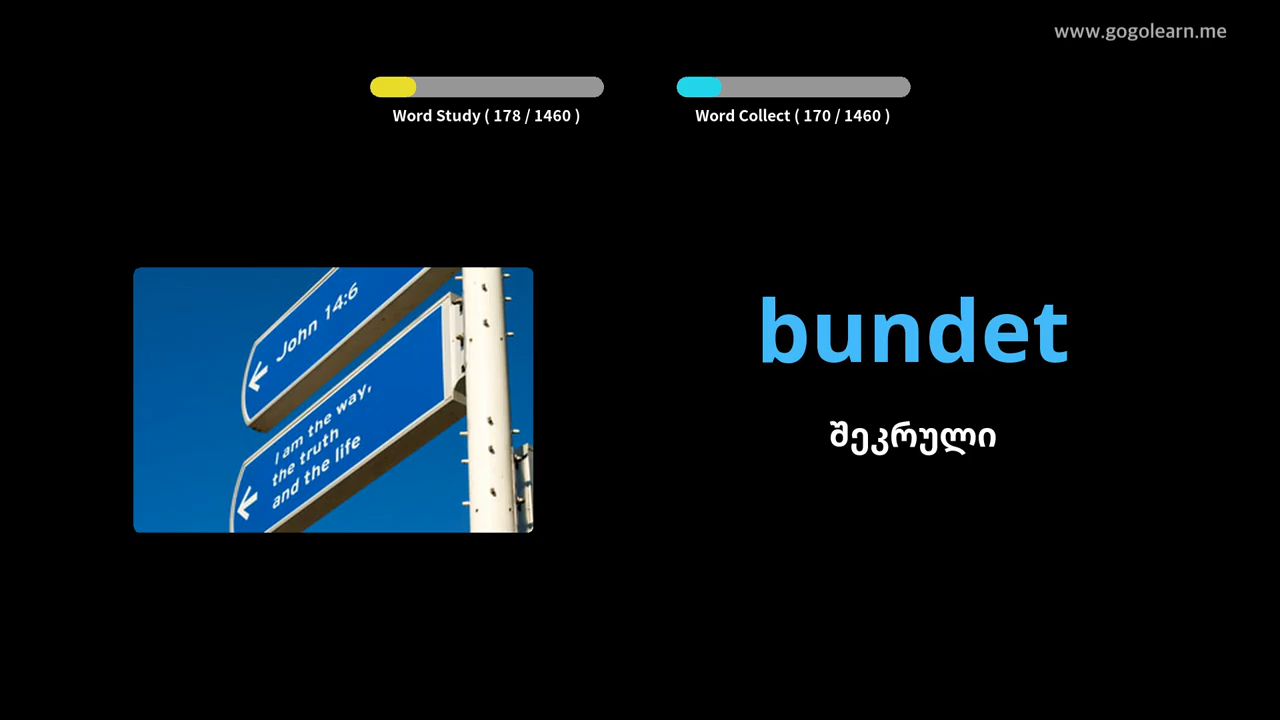 www.gogolearn.me
Word Study ( 178 / 1460 )
Word Collect ( 170 / 1460 )
John 14:6
I am the way,
the truth
and the life
bundet
შეკრული